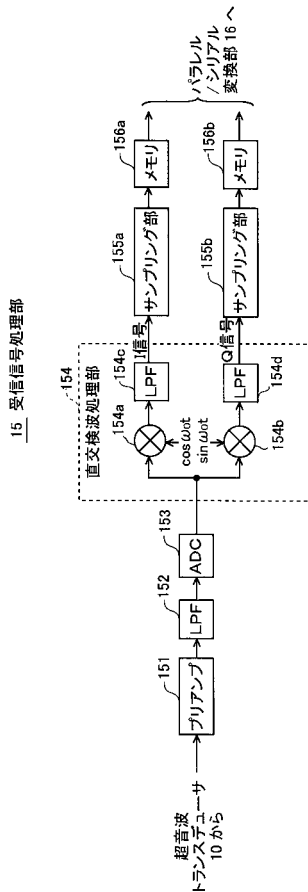 15 受信信号処理部
154
直交検波処理部
超音波
トランスデューサ
10 から
151
プリアンプ
152
LPF
153
ADC
154a
cosω0t
sinω0t
154b
154c
LPF
I信号
LPF
154d
Q信号
155a
サンプリング部
155b
サンプリング部
156a
メモリ
156b
メモリ
パラレル
/シリアル
変換部 16 へ